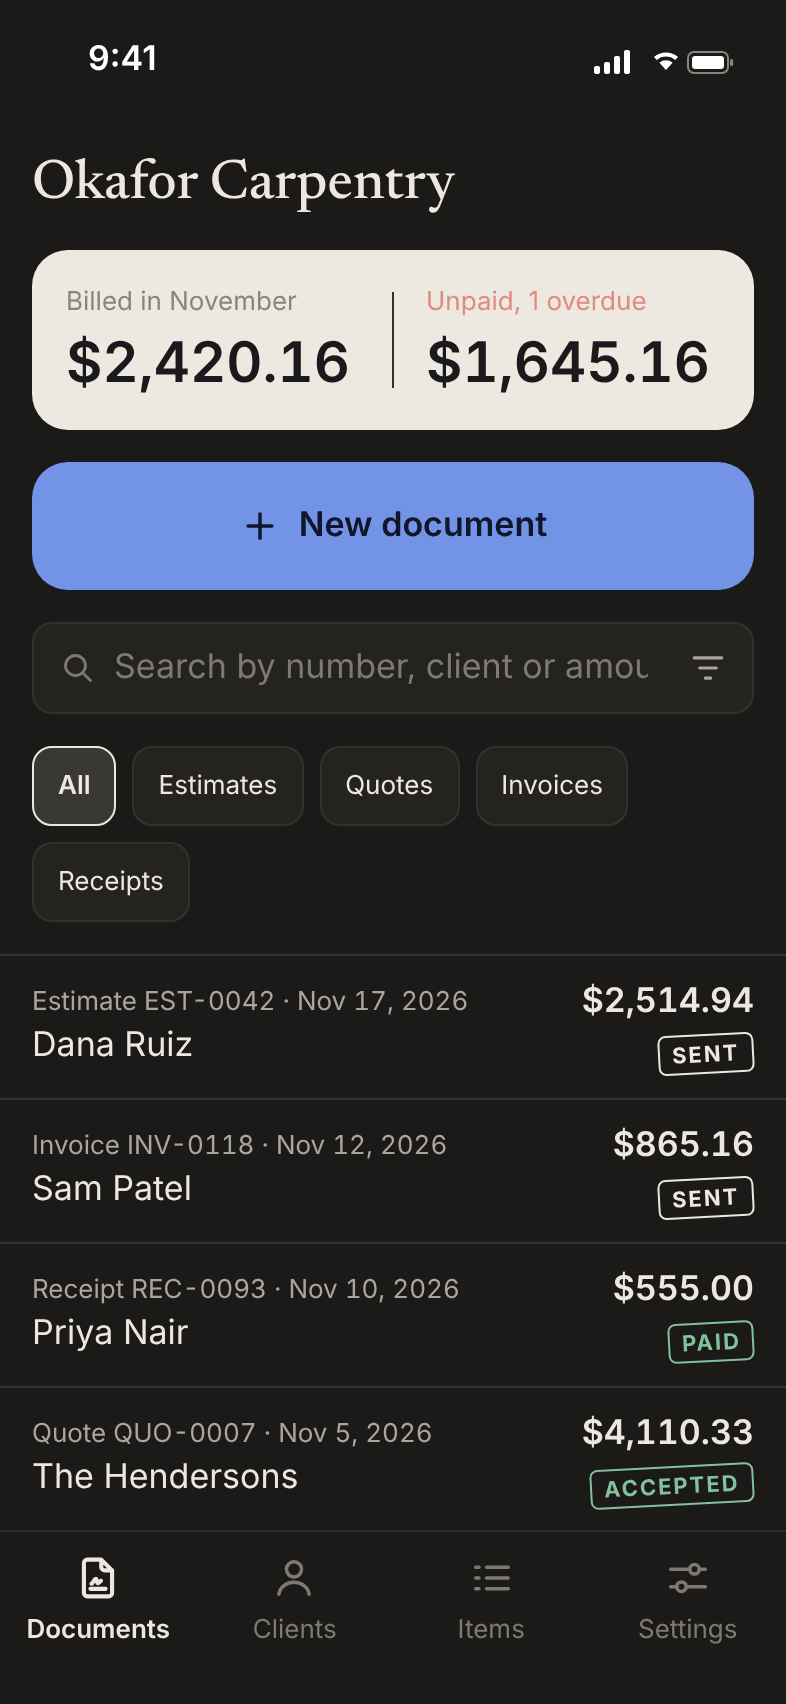 9:41
Okafor Carpentry
Billed in November
$2,420.16
Unpaid, 1 overdue
$1,645.16
New document
Search by number, client or amou
All
Estimates
Quotes
Invoices
Receipts
Estimate EST-0042 · Nov 17, 2026
$2,514.94
Dana Ruiz
SENT
Invoice INV-0118 · Nov 12, 2026
$865.16
Sam Patel
SENT
Receipt REC-0093 · Nov 10, 2026
$555.00
Priya Nair
PAID
Quote QUO-0007 · Nov 5, 2026
$4,110.33
The Hendersons
ACCEPTED
Documents
Clients
Items
Settings